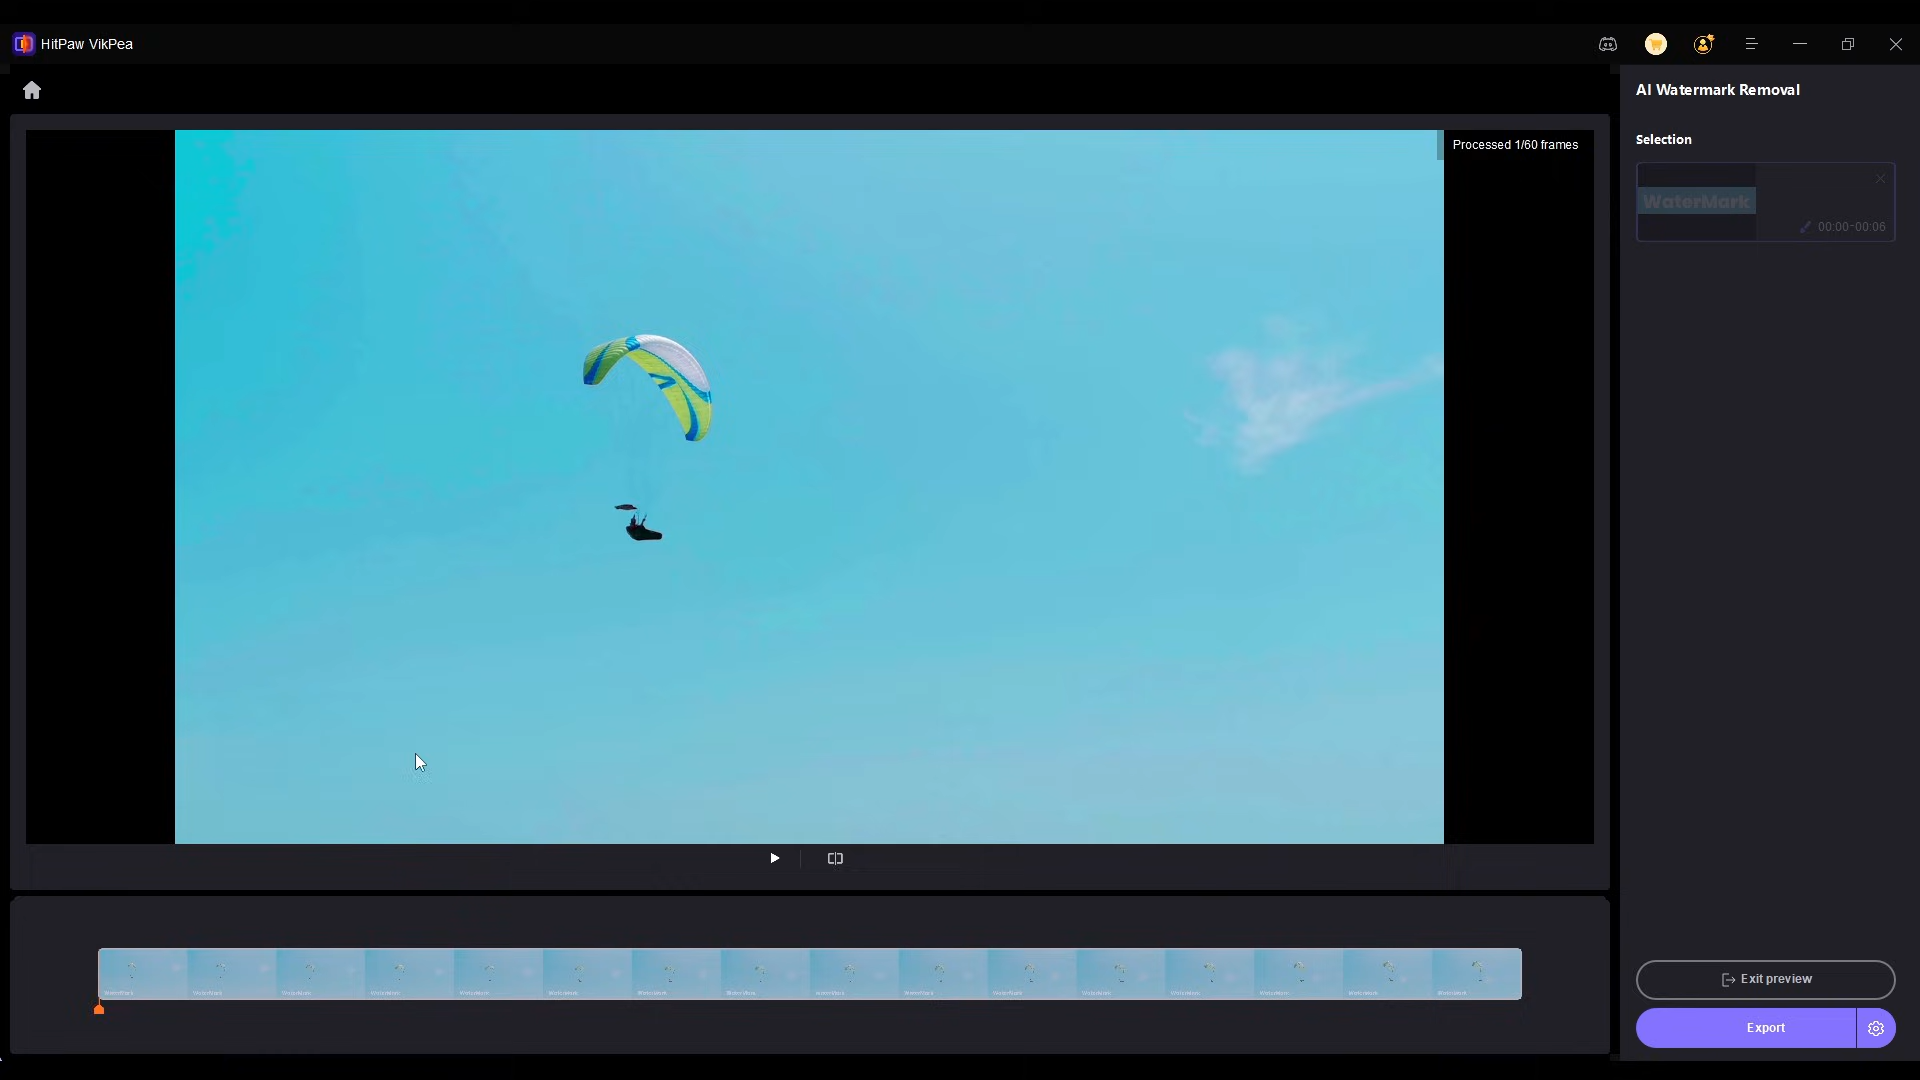 HitPaw VikPea
AI Watermark Removal
Selection
Processed 1/60 frames
WaterMark
00:00-00:06
Exit preview
Export